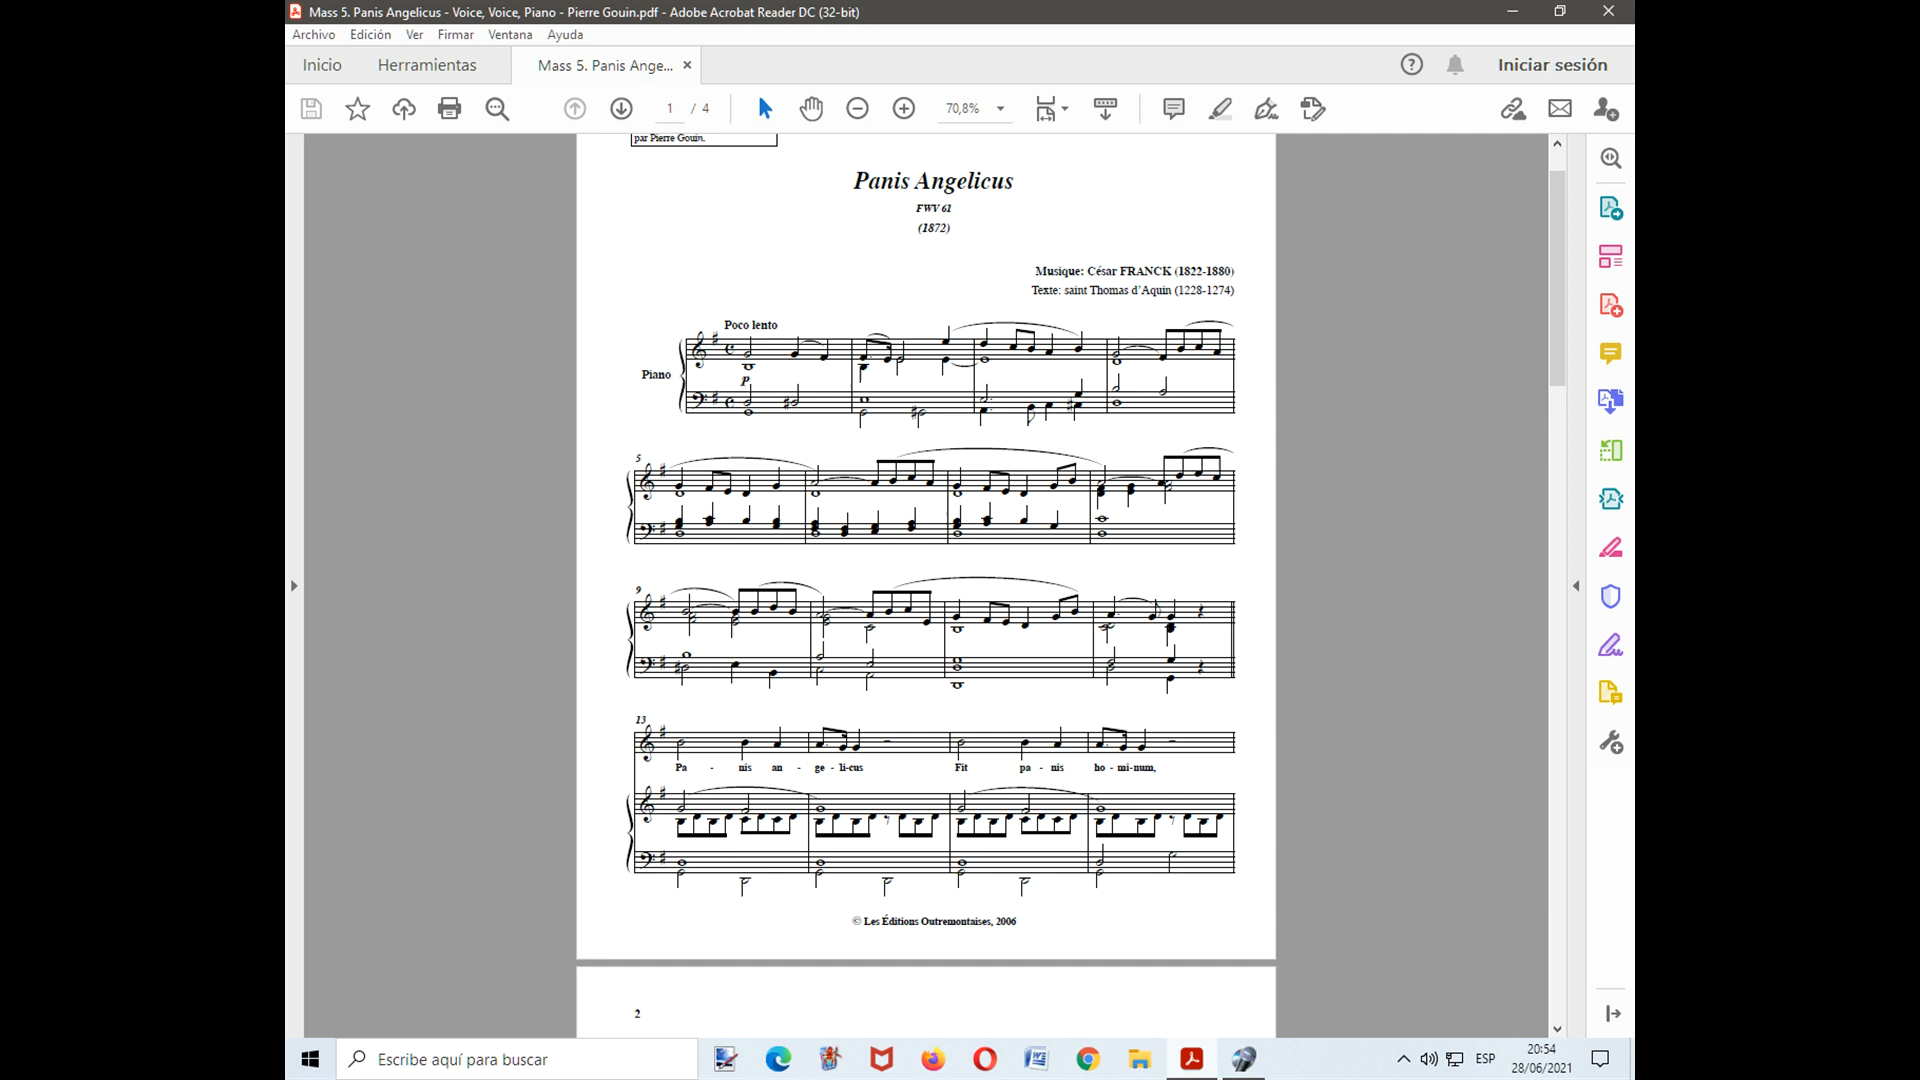 Mass 5. Panis Angelicus - Voice, Voice, Piano - Pierre Gouin.pdf - Adobe Acrobat Reader DC (32-bit)
Archivo Edición Ver Firmar Ventana Ayuda
Inicio Herramientas Mass 5. Panis Ange... Iniciar sesión
1 / 4 70,8%
par Pierre Gouin.
Panis Angelicus
FWV 61
(1872)
Musique: César FRANCK (1822-1880)
Texte: saint Thomas d'Aquin (1228-1274)
Poco lento
Piano
p
5
9
13
Pa - nis an - ge - li-cus Fit pa - nis ho - mi-num,
© Les Éditions Outremontaises, 2006
2
Escribe aquí para buscar
ESP
20:54
28/06/2021